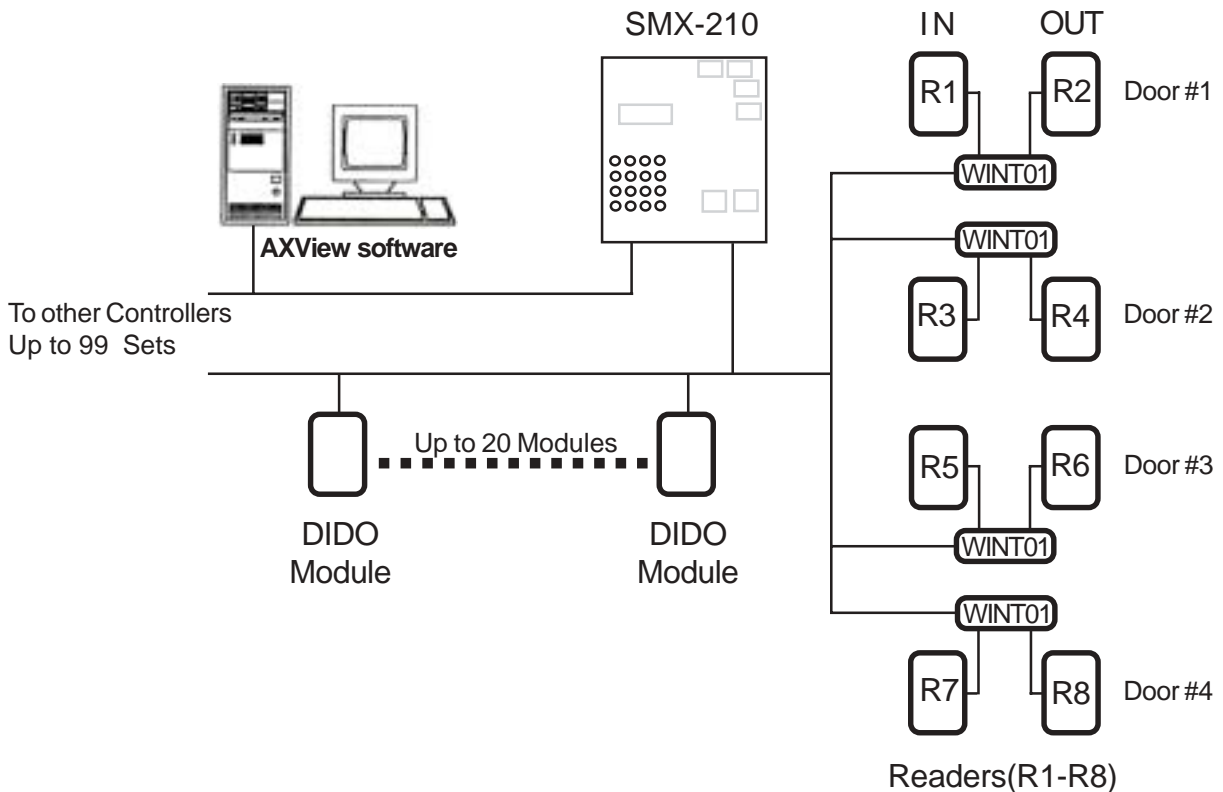 SMX-210
IN OUT
R1 R2 Door #1
WINT01
AXView software
WINT01
To other Controllers
Up to 99 Sets
R3 R4 Door #2
Up to 20 Modules
R5 R6 Door #3
DIDO
Module
DIDO
Module
WINT01
WINT01
R7 R8 Door #4
Readers(R1-R8)